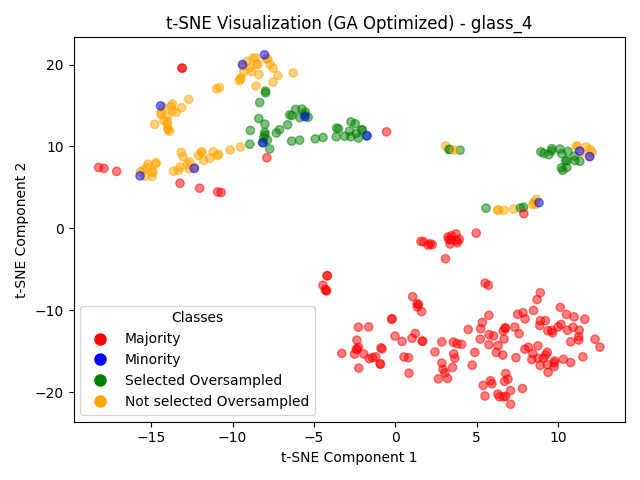 t-SNE Visualization (GA Optimized) - glass_4
t-SNE Component 2
20
10
0
−10
−20
Classes
Majority
Minority
Selected Oversampled
Not selected Oversampled
−15 −10 −5 0 5 10
t-SNE Component 1